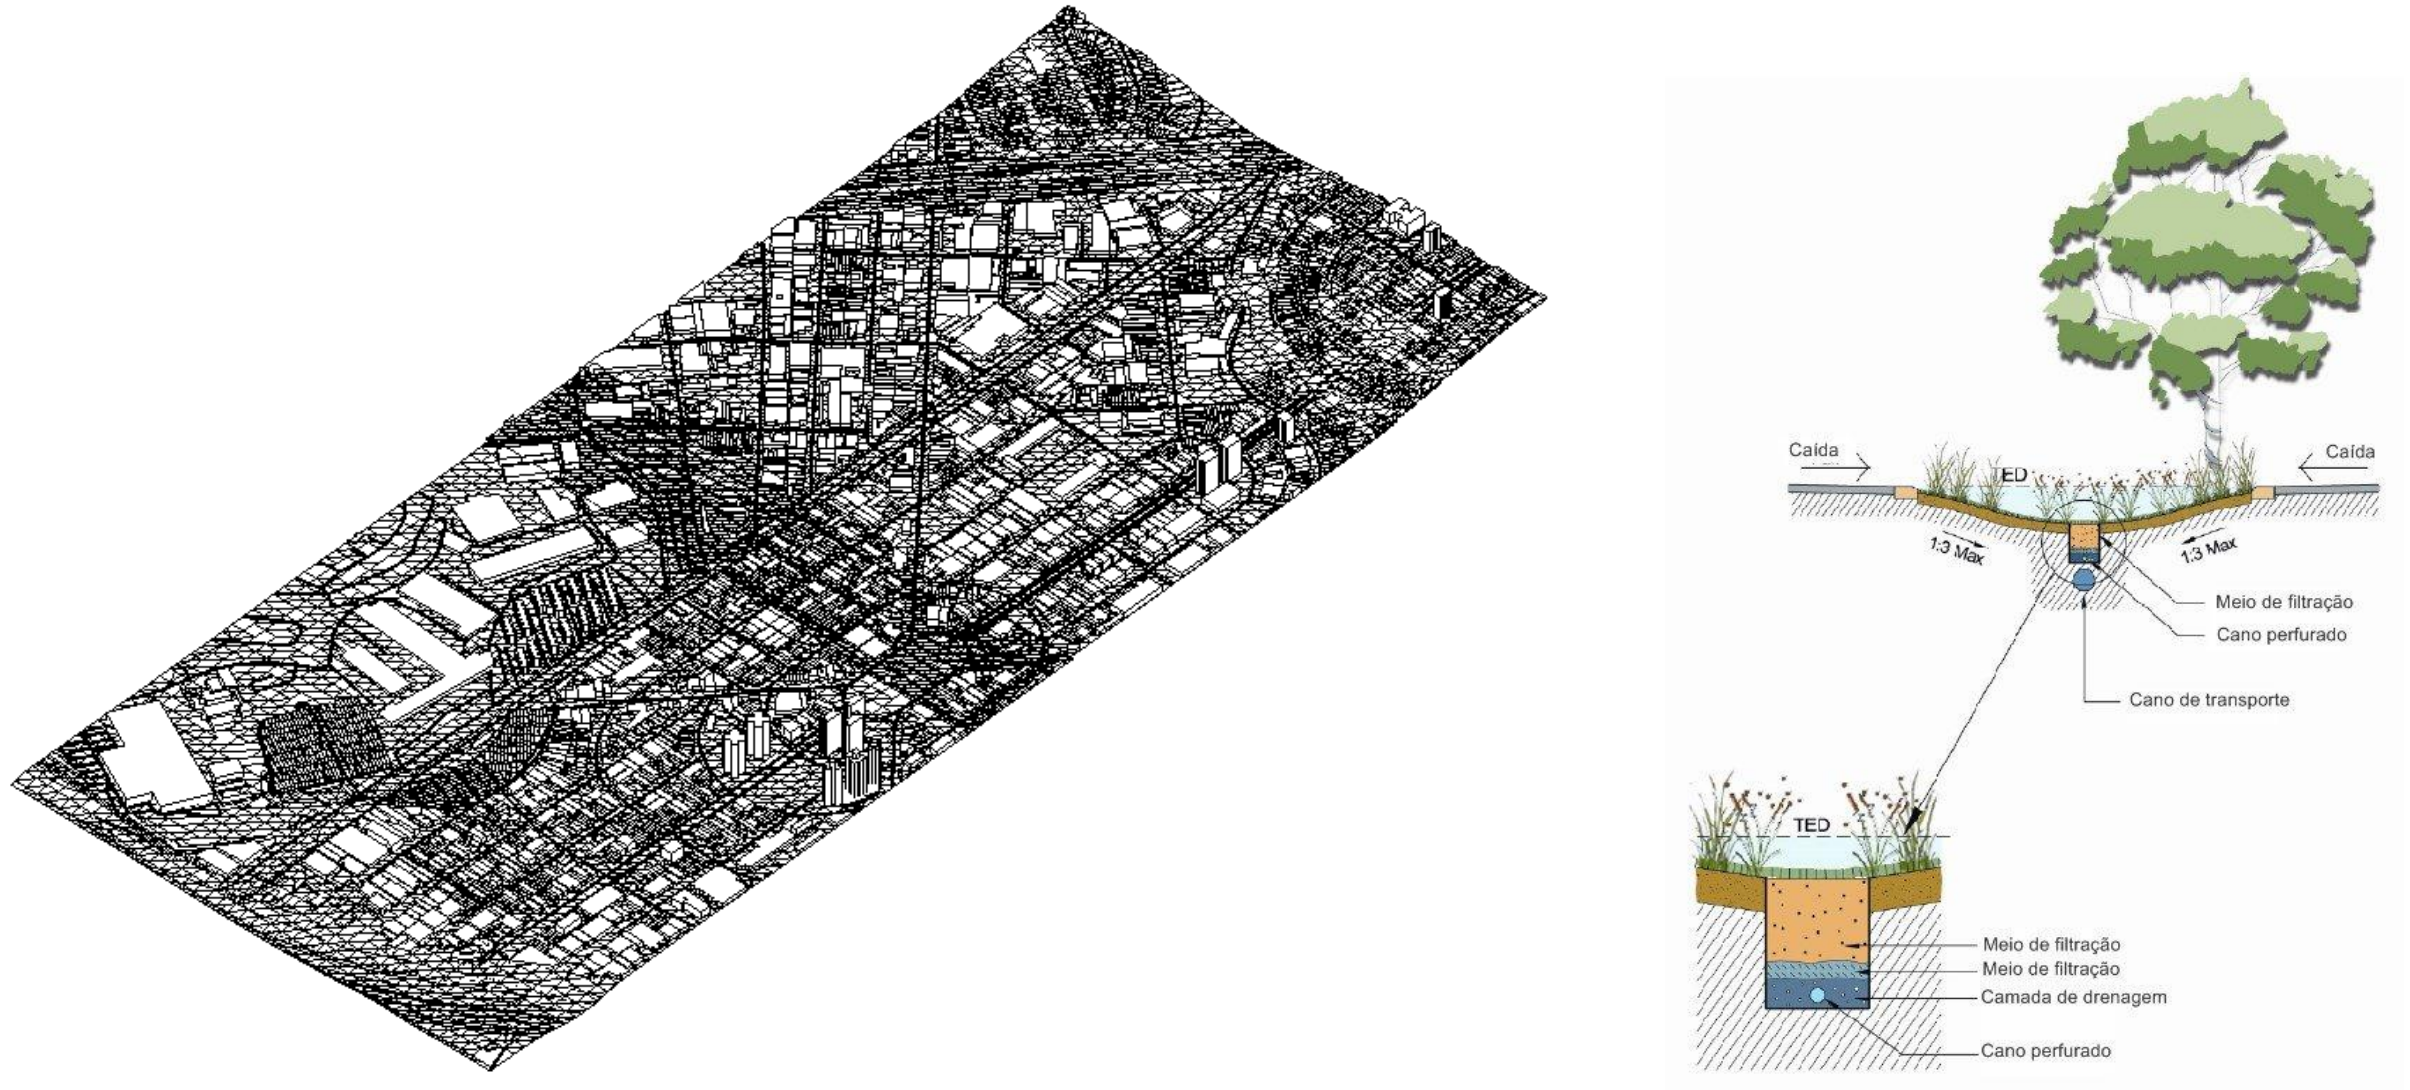 Caída
Caída
TED
1:3 Max
1:3 Max
Meio de filtração
Cano perfurado
Cano de transporte
TED
Meio de filtração
Meio de filtração
Camada de drenagem
Cano perfurado